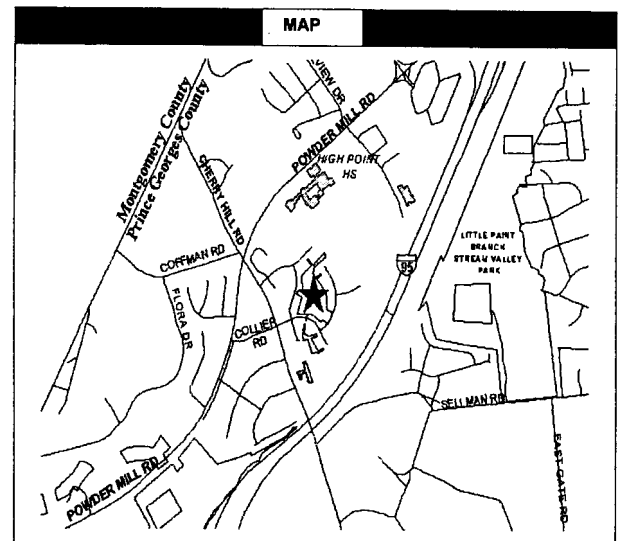 MAP
VIEW DR
POWDER MILL RD
Montgomery County
Prince Georges County
HIGH POINT
HS
CHERRY HILL RD
COFFMAN RD
95
LITTLE PAINT
BRANCH
STREAM VALLEY
PARK
FLORA DR
COLLIER
RD
SELLMAN RD
EAST GATE RD
POWDER MILL RD